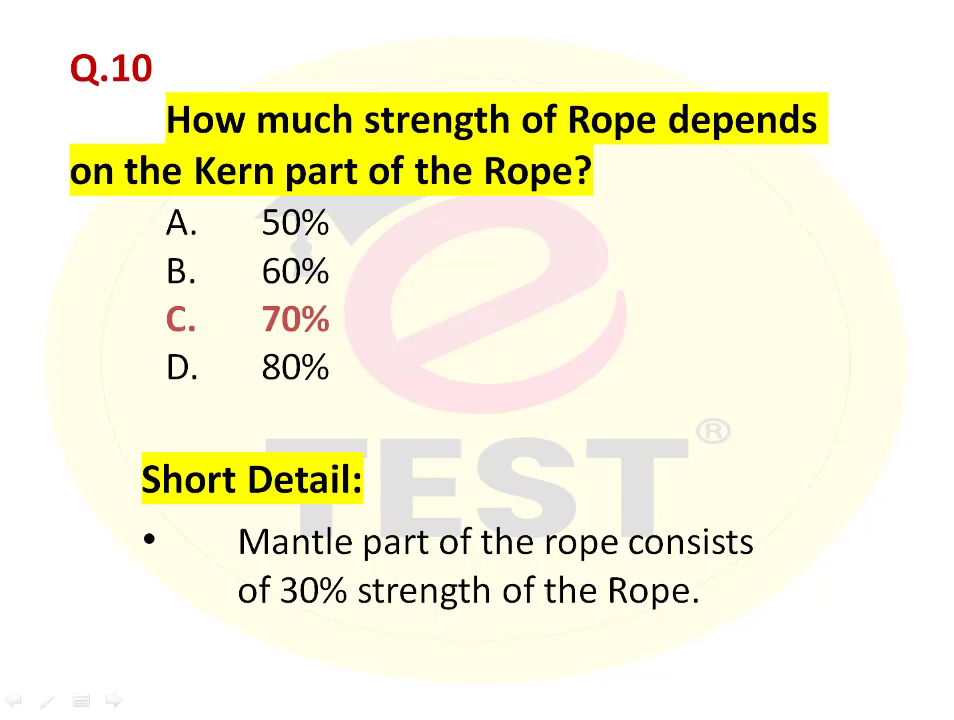 Q.10
How much strength of Rope depends
on the Kern part of the Rope?
A. 50%
B. 60%
C. 70%
D. 80%
e
TEST®
Short Detail:
• Mantle part of the rope consists
of 30% strength of the Rope.